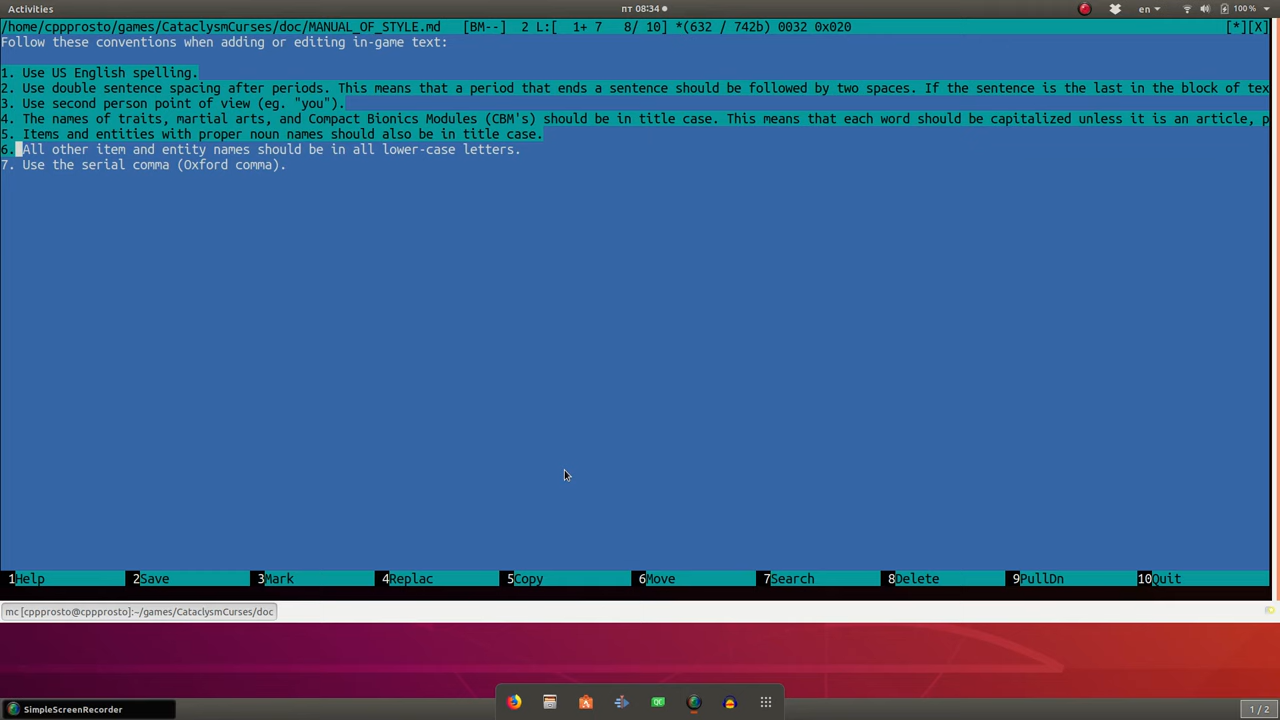 Activities
пт 08:34
en
100 %
/home/cppprosto/games/CataclysmCurses/doc/MANUAL_OF_STYLE.md [BM--] 2 L:[ 1+ 7 8/ 10] *(632 / 742b) 0032 0x020 [*][X]
Follow these conventions when adding or editing in-game text:
1. Use US English spelling.
2. Use double sentence spacing after periods. This means that a period that ends a sentence should be followed by two spaces. If the sentence is the last in the block of tex
3. Use second person point of view (eg. "you").
4. The names of traits, martial arts, and Compact Bionics Modules (CBM's) should be in title case. This means that each word should be capitalized unless it is an article, p
5. Items and entities with proper noun names should also be in title case.
6. All other item and entity names should be in all lower-case letters.
7. Use the serial comma (Oxford comma).
1Help 2Save 3Mark 4Replac 5Copy 6Move 7Search 8Delete 9PullDn 10Quit
mc [cppprosto@cppprosto]:~/games/CataclysmCurses/doc
SimpleScreenRecorder
1 / 2